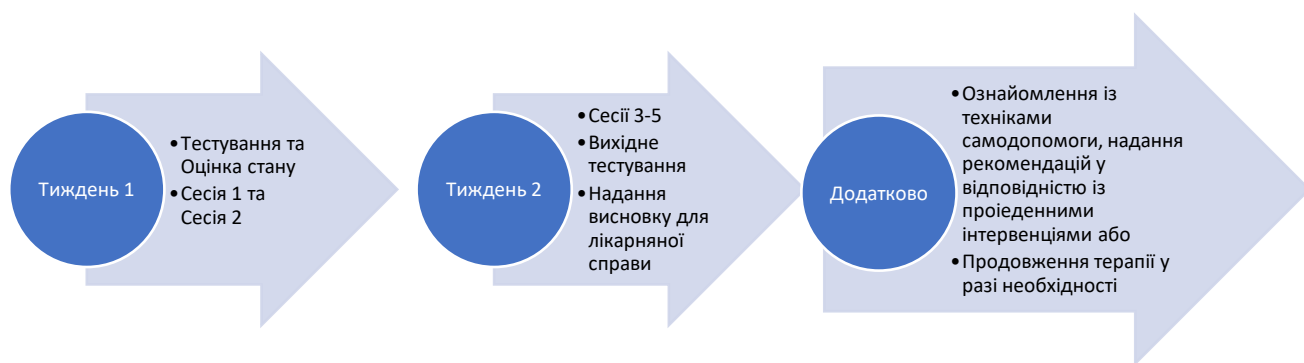 Тиждень 1
•Тестування та
Оцінка стану
•Сесія 1 та
Сесія 2
Тиждень 2
•Сесії 3-5
•Вихідне
тестування
•Надання
висновку для
лікарняної
справи
Додатково
•Ознайомлення із
техніками
самодопомоги, надання
рекомендацій у
відповідністю із
проіеденними
інтервенціями або
•Продовження терапії у
разі необхідності